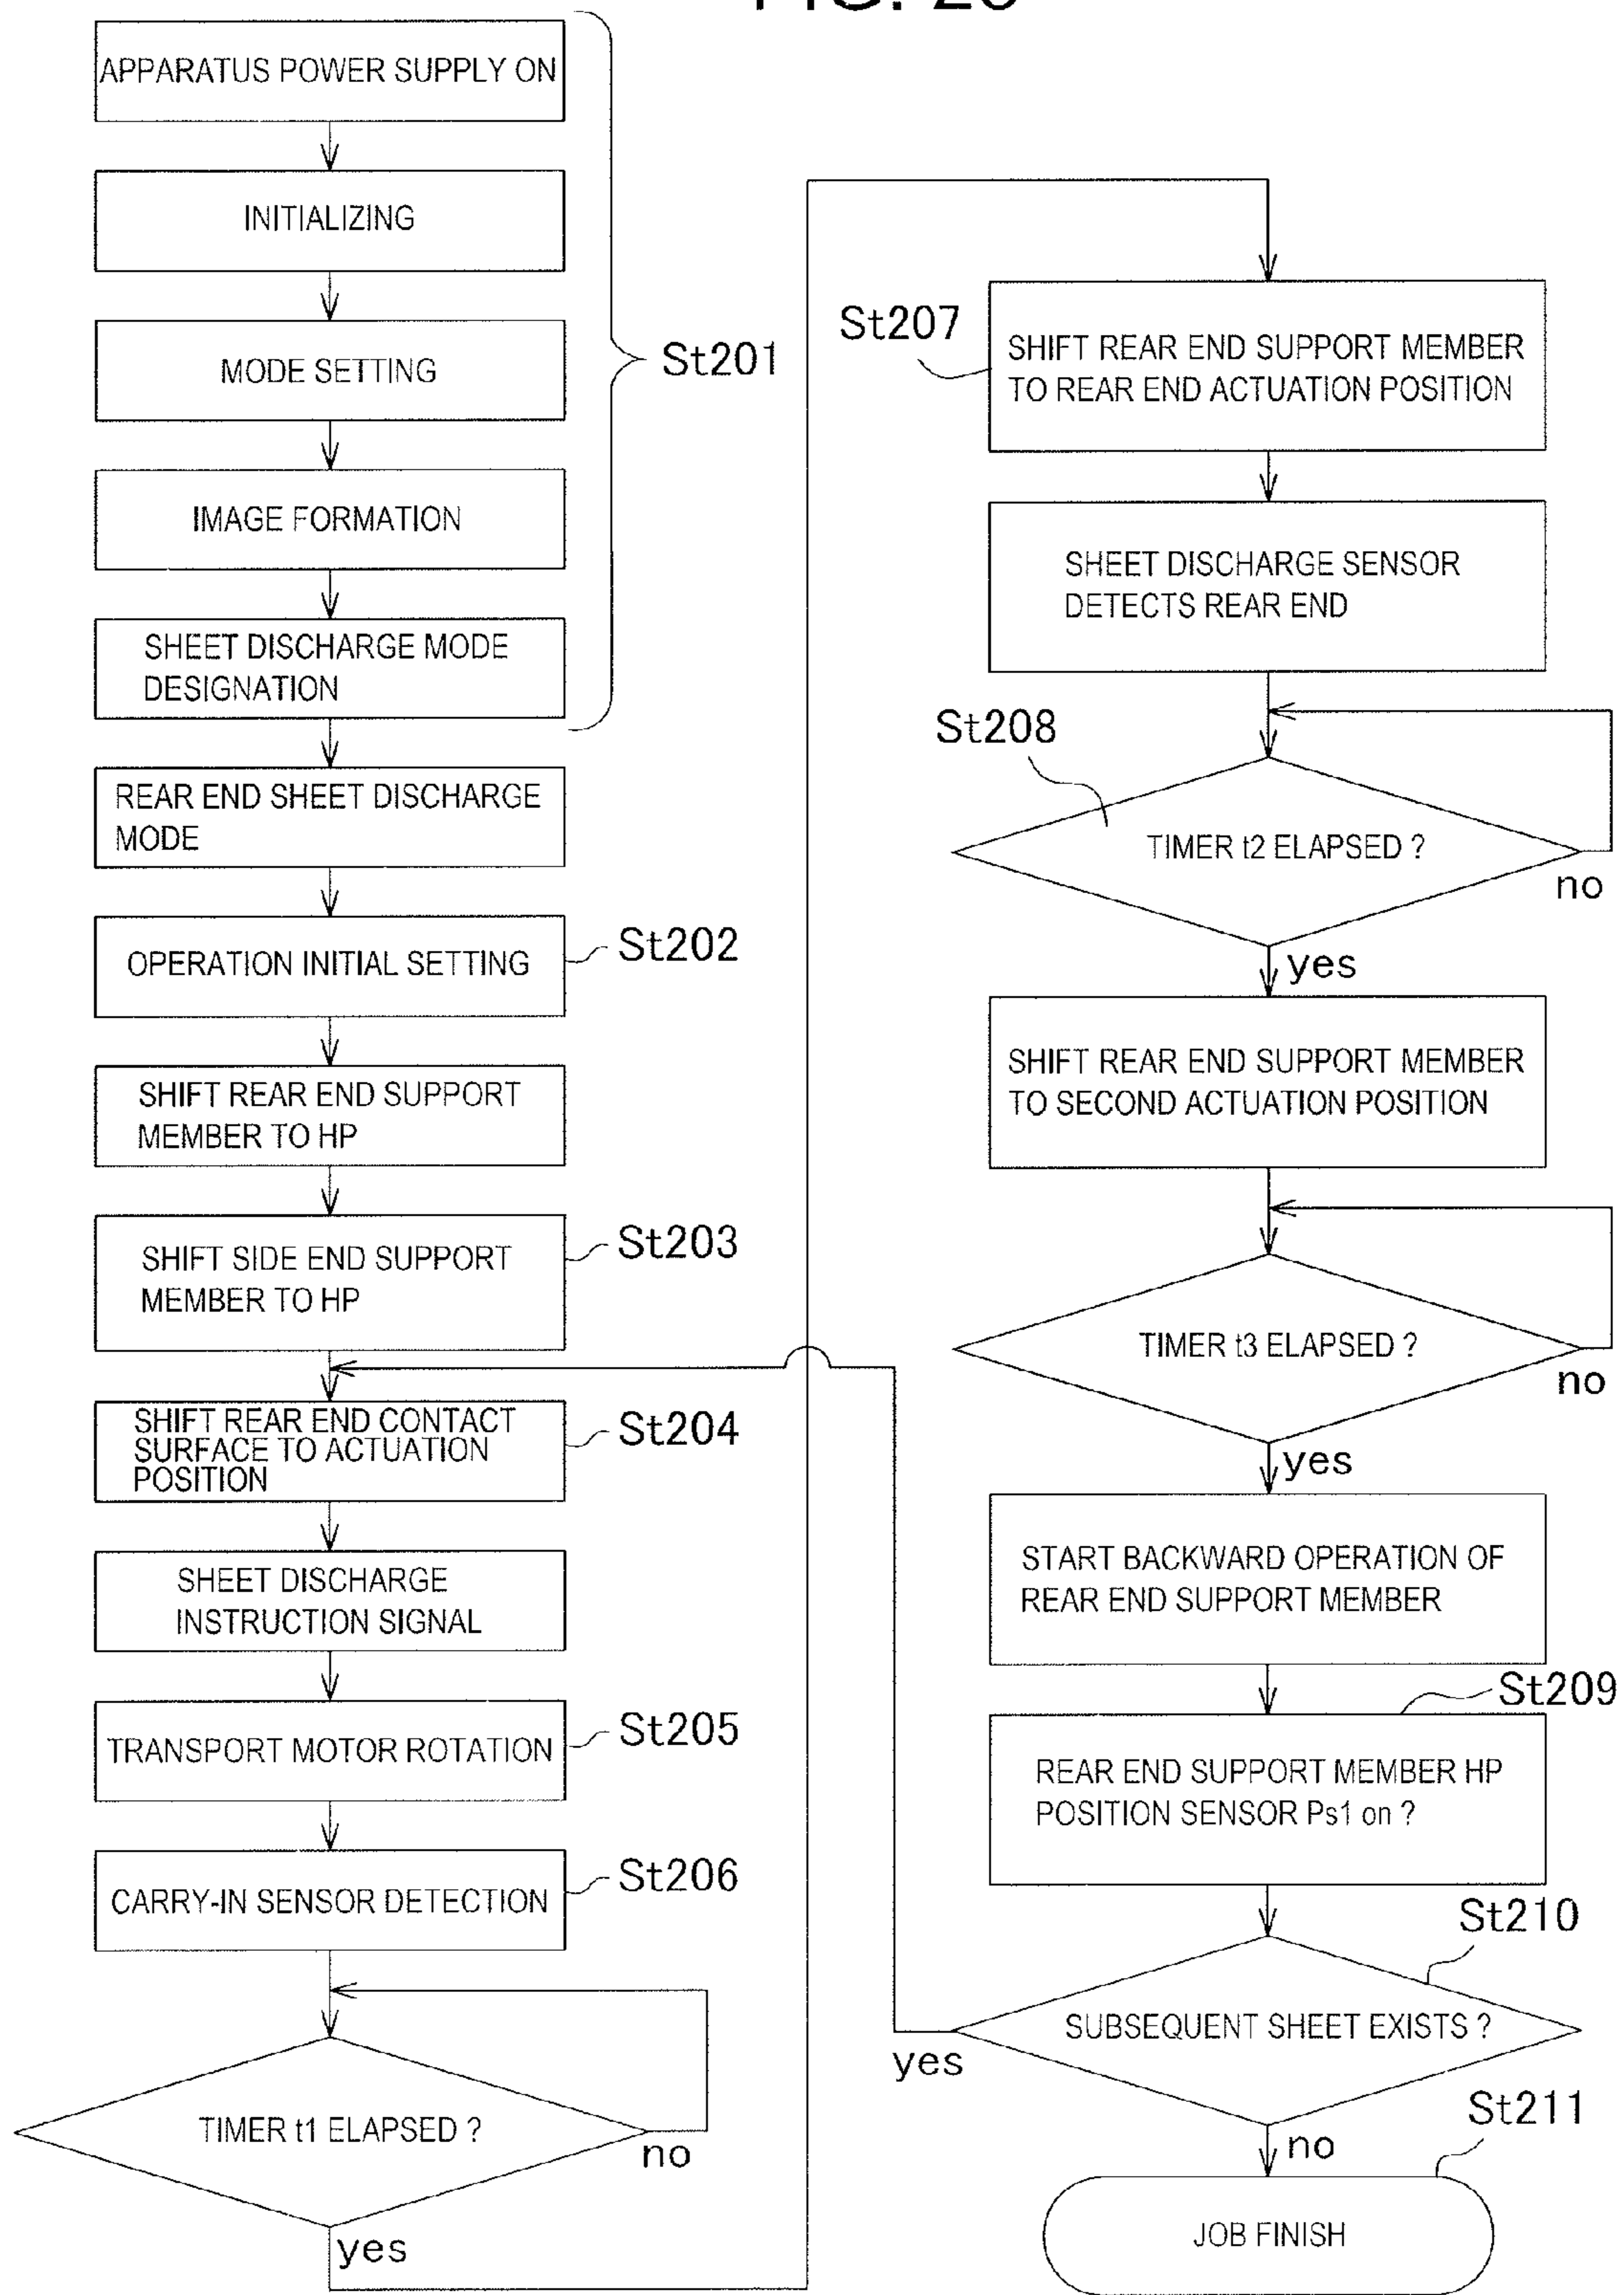 FIG.
APPARATUS POWER SUPPLY ON
INITIALIZING
MODE SETTING
St201
IMAGE FORMATION
SHEET DISCHARGE MODE
DESIGNATION
REAR END SHEET DISCHARGE
MODE
OPERATION INITIAL SETTING
St202
SHIFT REAR END SUPPORT
MEMBER TO HP
SHIFT SIDE END SUPPORT
MEMBER TO HP
St203
SHIFT REAR END CONTACT
SURFACE TO ACTUATION
POSITION
St204
SHEET DISCHARGE
INSTRUCTION SIGNAL
TRANSPORT MOTOR ROTATION
St205
CARRY-IN SENSOR DETECTION
St206
TIMER t1 ELAPSED ?
no
yes
St207
SHIFT REAR END SUPPORT MEMBER
TO REAR END ACTUATION POSITION
SHEET DISCHARGE SENSOR
DETECTS REAR END
St208
TIMER t2 ELAPSED ?
no
yes
SHIFT REAR END SUPPORT MEMBER
TO SECOND ACTUATION POSITION
TIMER t3 ELAPSED ?
no
yes
START BACKWARD OPERATION OF
REAR END SUPPORT MEMBER
St209
REAR END SUPPORT MEMBER HP
POSITION SENSOR Ps1 on ?
St210
SUBSEQUENT SHEET EXISTS ?
yes
no
St211
JOB FINISH